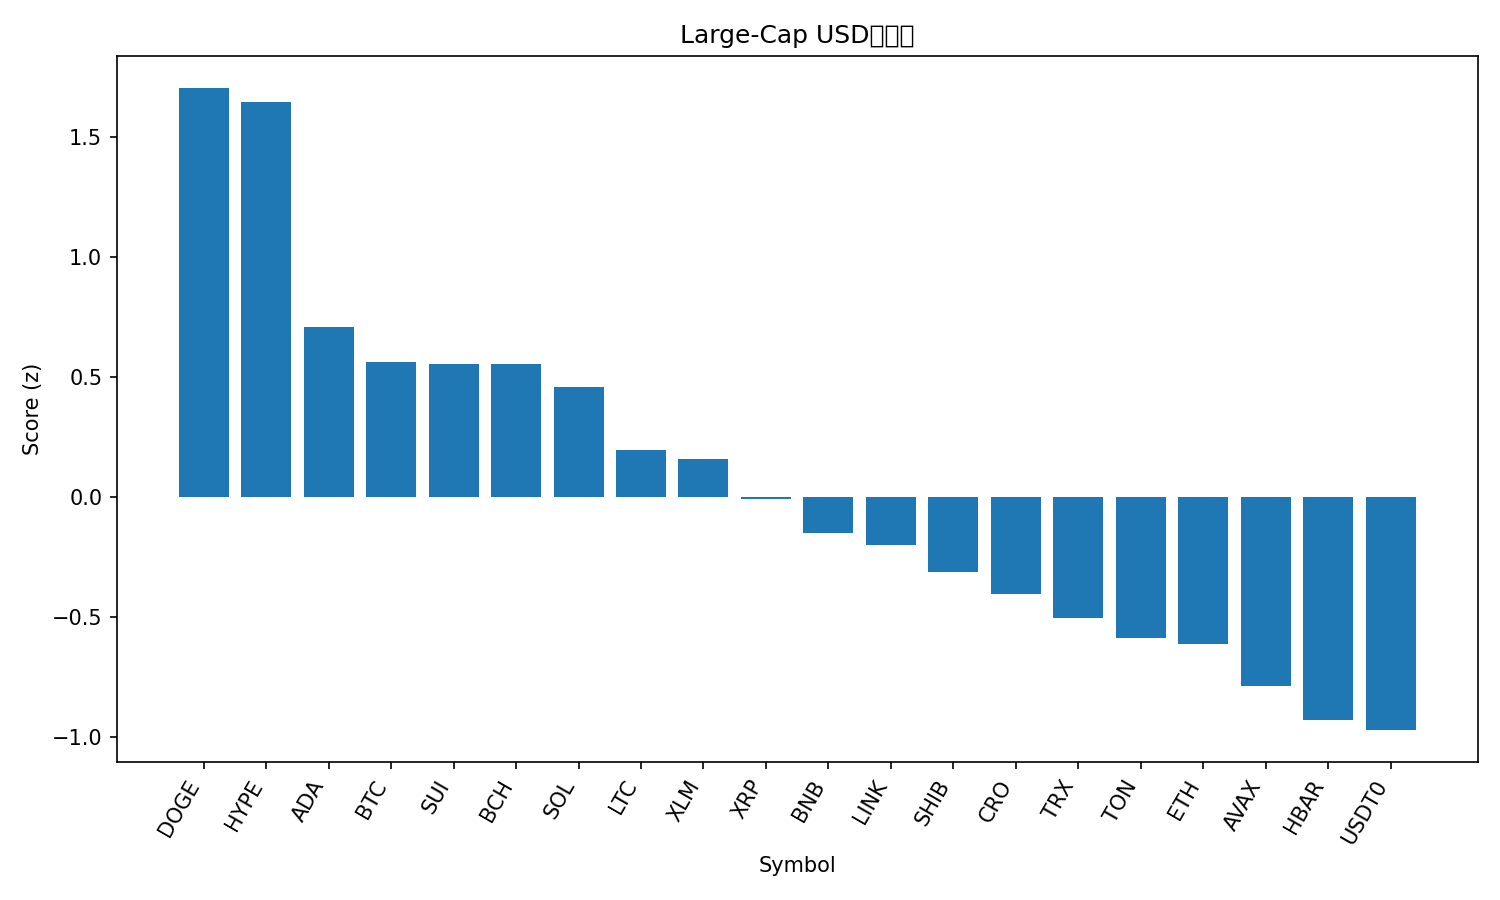 Large-Cap USD
1.5
1.0
0.5
0.0
−0.5
−1.0
Score (z)
DOGE
HYPE
ADA
BTC
SUI
BCH
SOL
LTC
XLM
XRP
BNB
LINK
SHIB
CRO
TRX
TON
ETH
AVAX
HBAR
USDT0
Symbol